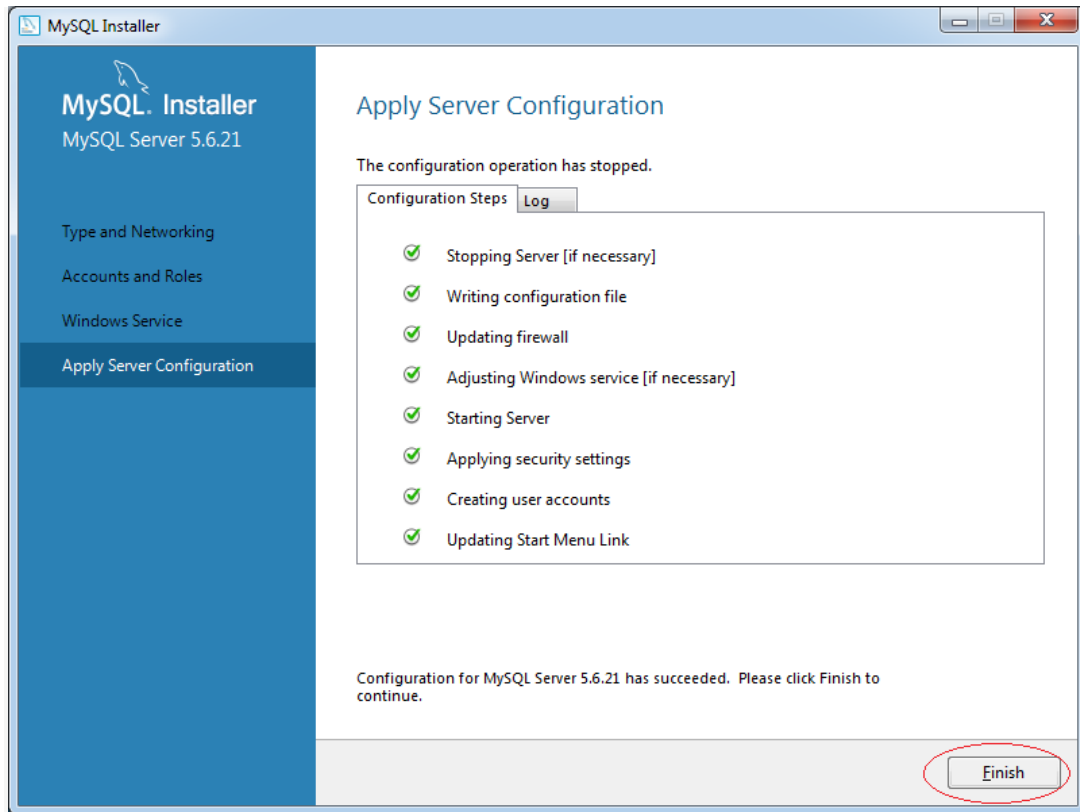 MySQL Installer
MySQL. Installer
MySQL Server 5.6.21
Type and Networking
Accounts and Roles
Windows Service
Apply Server Configuration
Apply Server Configuration
The configuration operation has stopped.
Configuration Steps
Log
Stopping Server [if necessary]
Writing configuration file
Updating firewall
Adjusting Windows service [if necessary]
Starting Server
Applying security settings
Creating user accounts
Updating Start Menu Link
Configuration for MySQL Server 5.6.21 has succeeded. Please click Finish to
continue.
Finish